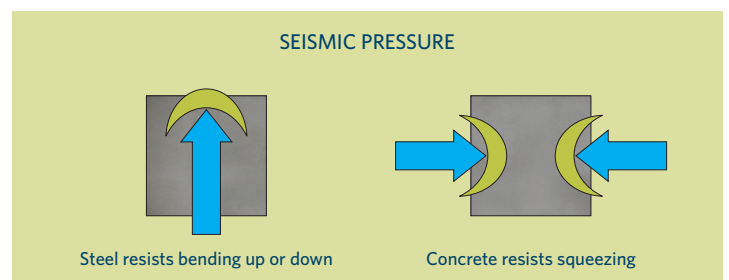 SEISMIC PRESSURE
Steel resists bending up or down
Concrete resists squeezing